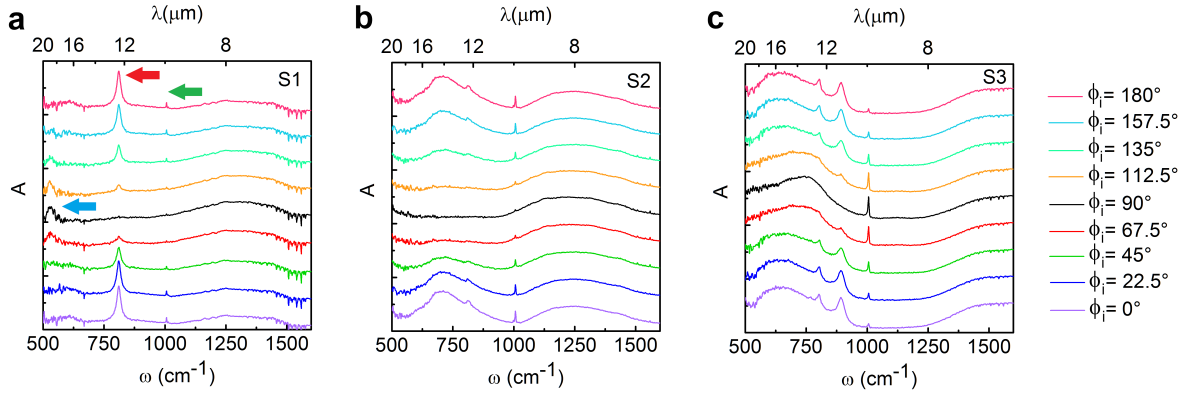 a
λ(μm)
20 16 12 8
S1
A
500 750 1000 1250 1500
ω (cm⁻¹)
b
λ(μm)
20 16 12 8
S2
A
500 750 1000 1250 1500
ω (cm⁻¹)
c
λ(μm)
20 16 12 8
S3
A
500 750 1000 1250 1500
ω (cm⁻¹)
ϕi= 180°
ϕi= 157.5°
ϕi= 135°
ϕi= 112.5°
ϕi= 90°
ϕi= 67.5°
ϕi= 45°
ϕi= 22.5°
ϕi= 0°